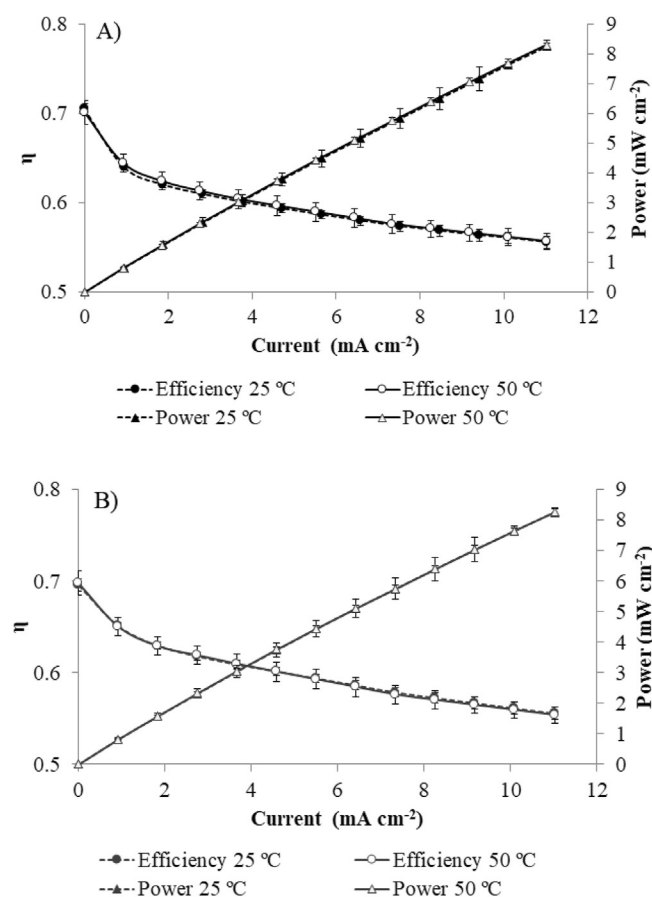 A)
0.8
0.7
0.6
0.5
η
9
8
7
6
5
4
3
2
1
0
Power (mW cm-2)
0 2 4 6 8 10 12
Current (mA cm-2)
Efficiency 25 ºC Efficiency 50 ºC
Power 25 ºC Power 50 ºC
B)
0.8
0.7
0.6
0.5
η
9
8
7
6
5
4
3
2
1
0
Power (mW cm-2)
0 2 4 6 8 10 12
Current (mA cm-2)
Efficiency 25 ºC Efficiency 50 ºC
Power 25 ºC Power 50 ºC